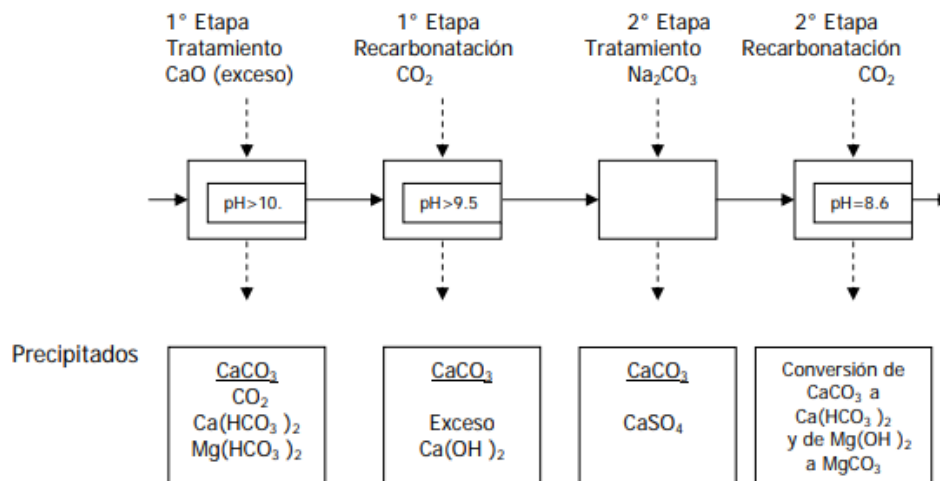 1° Etapa
Tratamiento
CaO (exceso)
1° Etapa
Recarbonatación
CO2
2° Etapa
Tratamiento
Na2CO3
2° Etapa
Recarbonatación
CO2
pH>10.
pH>9.5
pH=8.6
Precipitados
CaCO3
CO2
Ca(HCO3 )2
Mg(HCO3 )2
CaCO3
Exceso
Ca(OH )2
CaCO3
CaSO4
Conversión de
CaCO3 a
Ca(HCO3 )2
y de Mg(OH )2
a MgCO3